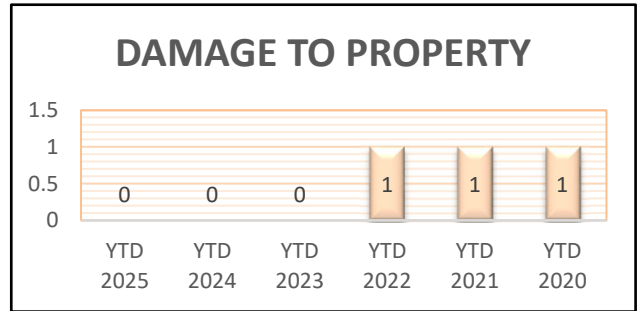 DAMAGE TO PROPERTY
1.5
1
0.5
0
0 0 0 1 1 1
YTD YTD YTD YTD YTD YTD
2025 2024 2023 2022 2021 2020